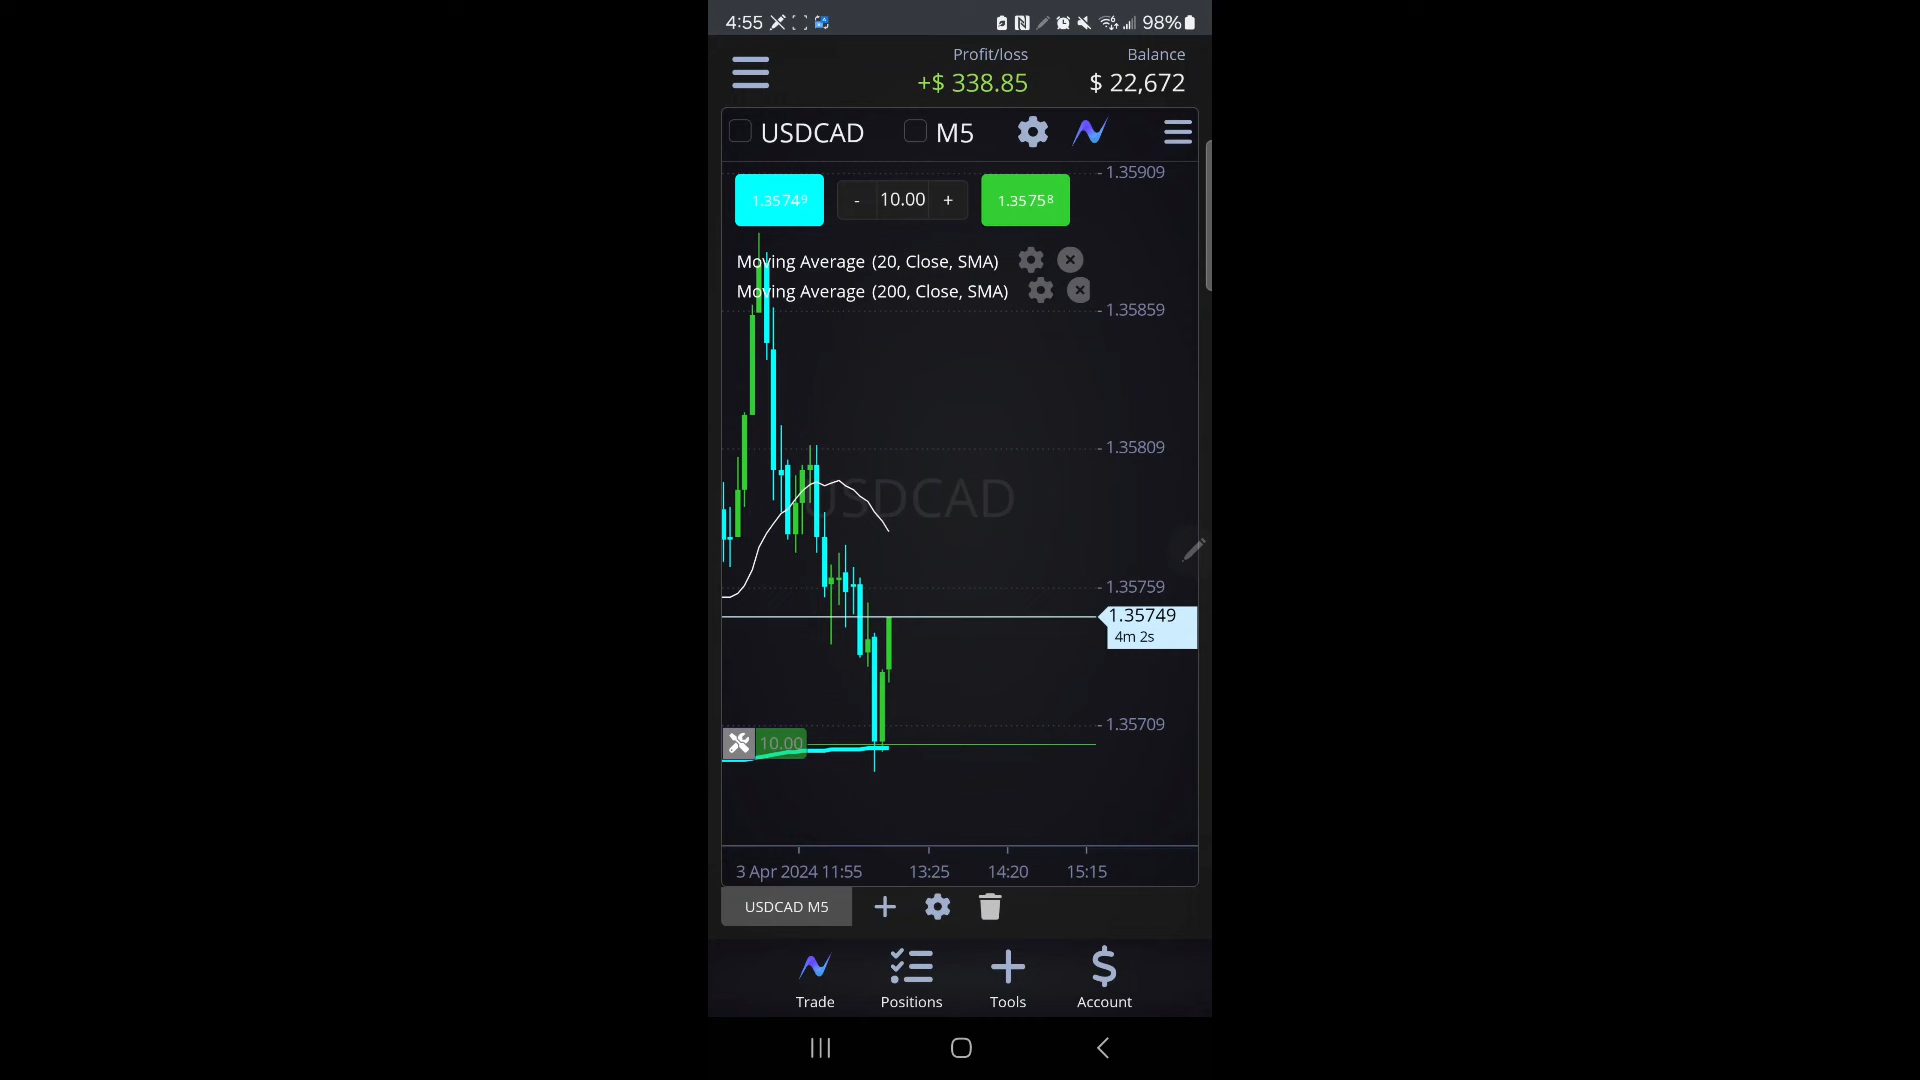 4:55
98%
Profit/loss
Balance
+$ 338.85
$ 22,672
USDCAD
M5
1.35909
1.35749
-
10.00
+
1.35758
Moving Average (20, Close, SMA)
Moving Average (200, Close, SMA)
1.35859
1.35809
USDCAD
1.35759
1.35749
4m 2s
1.35709
10.00
3 Apr 2024 11:55
13:25
14:20
15:15
USDCAD M5
Trade
Positions
Tools
Account